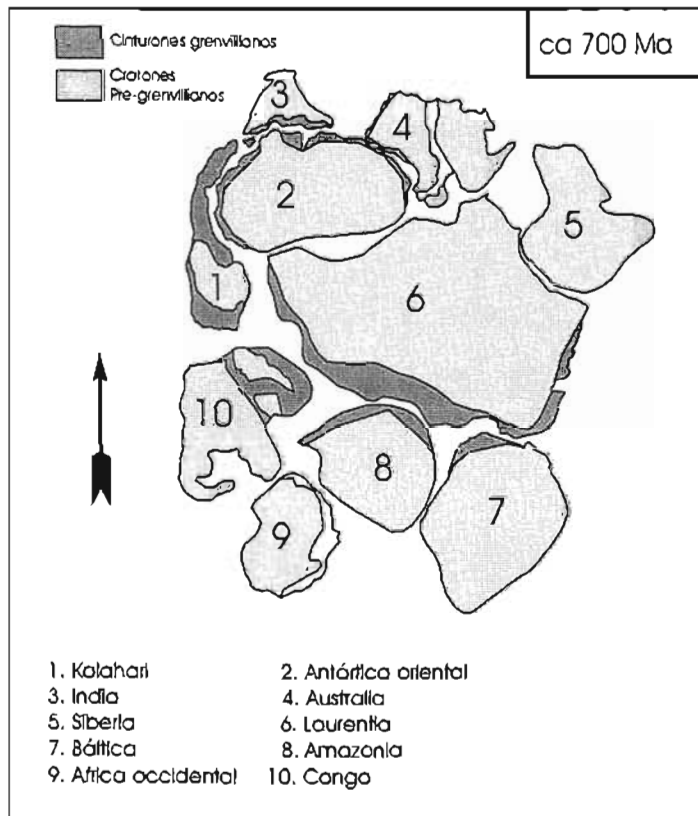 Cinturones grenvillianos
ca 700 Ma
Cratones
Pre-grenvillianos
3
4
2
5
1
6
10
8
7
9
1. Kalahari 2. Antártica oriental
3. India 4. Australia
5. Siberia 6. Laurentia
7. Báltica 8. Amazonia
9. Africa occidental 10. Congo